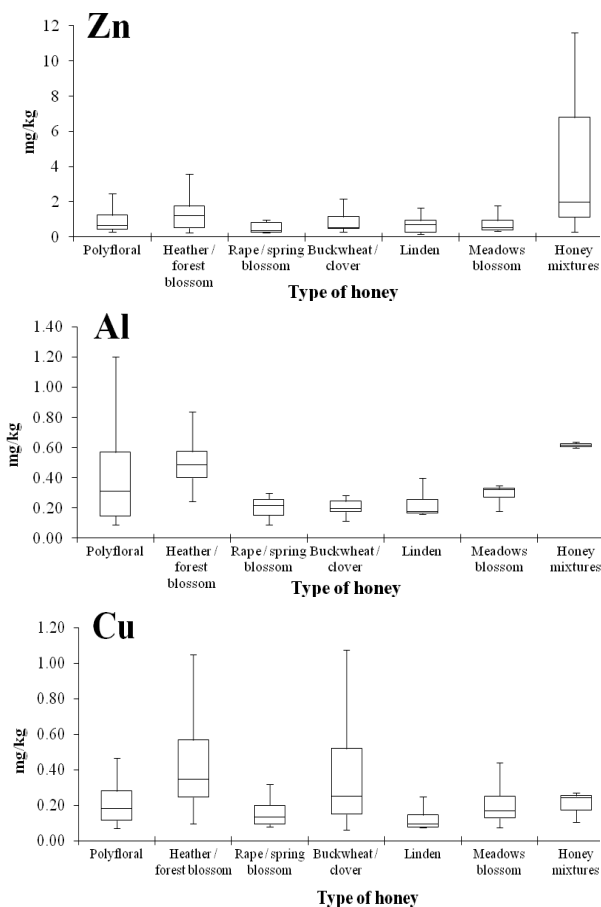 Zn
12
10
8
6
4
2
0
mg/kg
Polyfloral Heather / Rape / spring Buckwheat / Linden Meadows Honey
forest blossom clover blossom mixtures
blossom
Type of honey
Al
1.40
1.20
1.00
0.80
0.60
0.40
0.20
0.00
mg/kg
Polyfloral Heather / Rape / spring Buckwheat / Linden Meadows Honey
forest blossom clover blossom mixtures
blossom
Type of honey
Cu
1.20
1.00
0.80
0.60
0.40
0.20
0.00
mg/kg
Polyfloral Heather / Rape / spring Buckwheat / Linden Meadows Honey
forest blossom blossom clover blossom mixtures
Type of honey